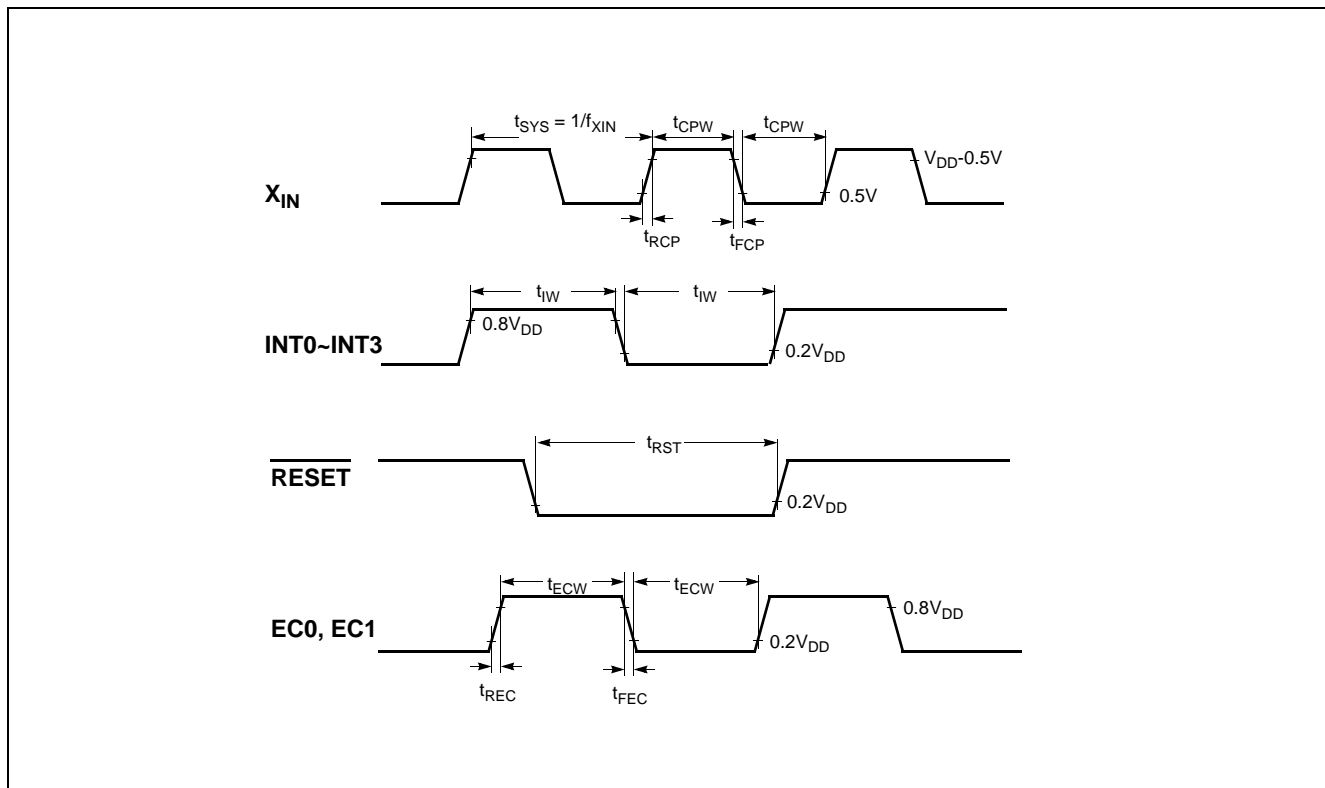 tSYS = 1/fXIN tCPW tCPW
VDD-0.5V
XIN 0.5V
tRCP tFCP
tIW tIW
0.8VDD
INT0~INT3 0.2VDD
tRST
RESET 0.2VDD
tECW tECW
0.8VDD
EC0, EC1 0.2VDD
tREC tFEC